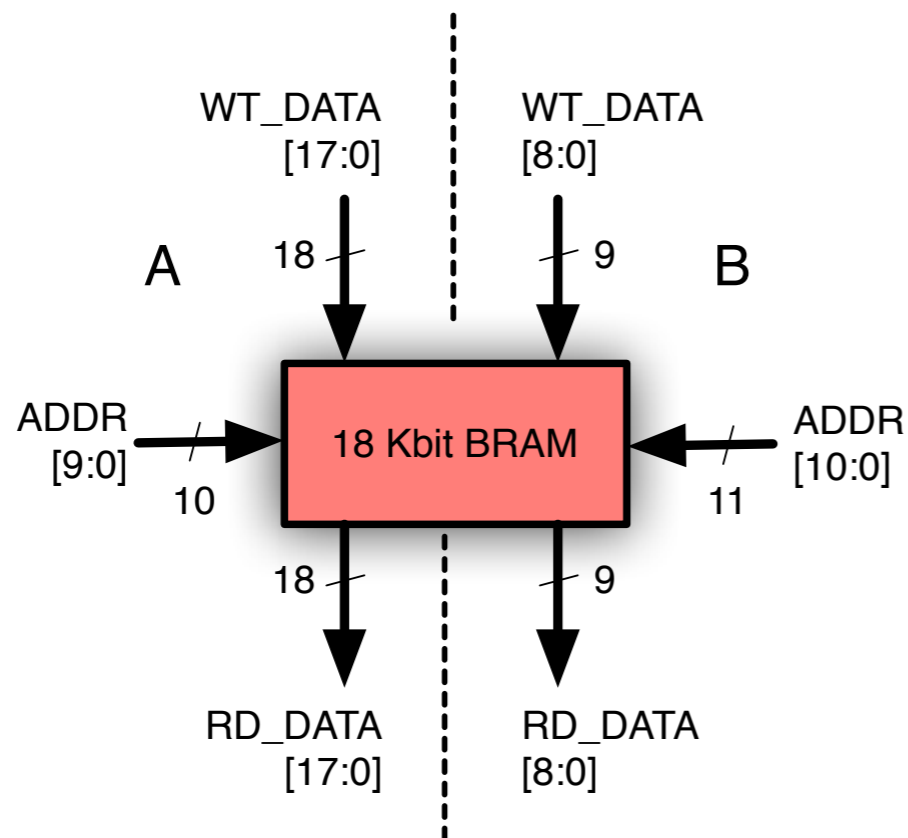 WT_DATA
[17:0]
WT_DATA
[8:0]
18
9
A
B
ADDR
[9:0]
10
18 Kbit BRAM
ADDR
[10:0]
11
18
9
RD_DATA
[17:0]
RD_DATA
[8:0]